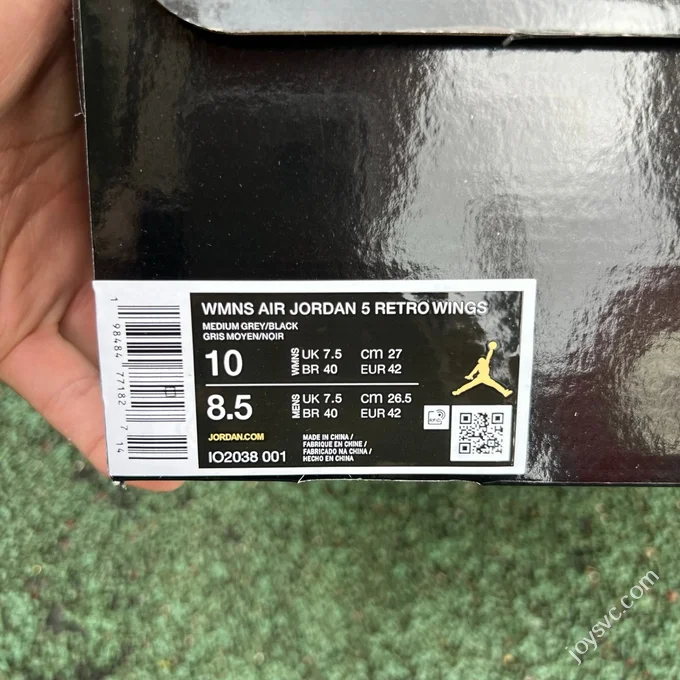 WMNS AIR JORDAN 5 RETRO WINGS
MEDIUM GREY/BLACK
GRIS MOYEN/NOIR
10 WMNS UK 7.5 cm 27
BR 40 EUR 42
8.5 MENS UK 7.5 cm 26.5
BR 40 EUR 42
JORDAN.COM
IO2038 001
MADE IN CHINA /
FABRIQUE EN CHINE /
FABRICADO NA CHINA /
HECHO EN CHINA
RFID
1 98484 77182 7 14
joysvc.com